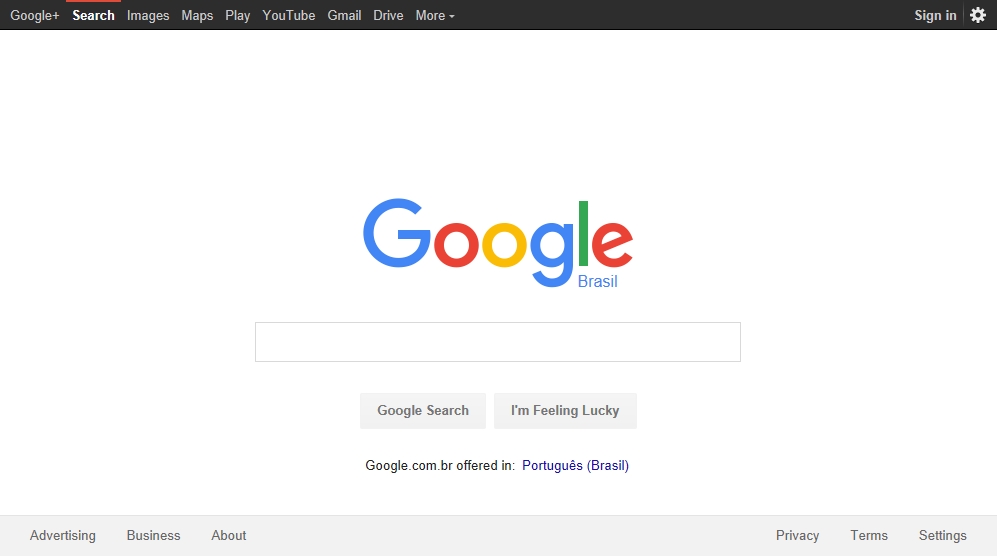 Google+ Search Images Maps Play YouTube Gmail Drive More Sign in
Google
Brasil
Google Search I'm Feeling Lucky
Google.com.br offered in: Português (Brasil)
Advertising Business About Privacy Terms Settings